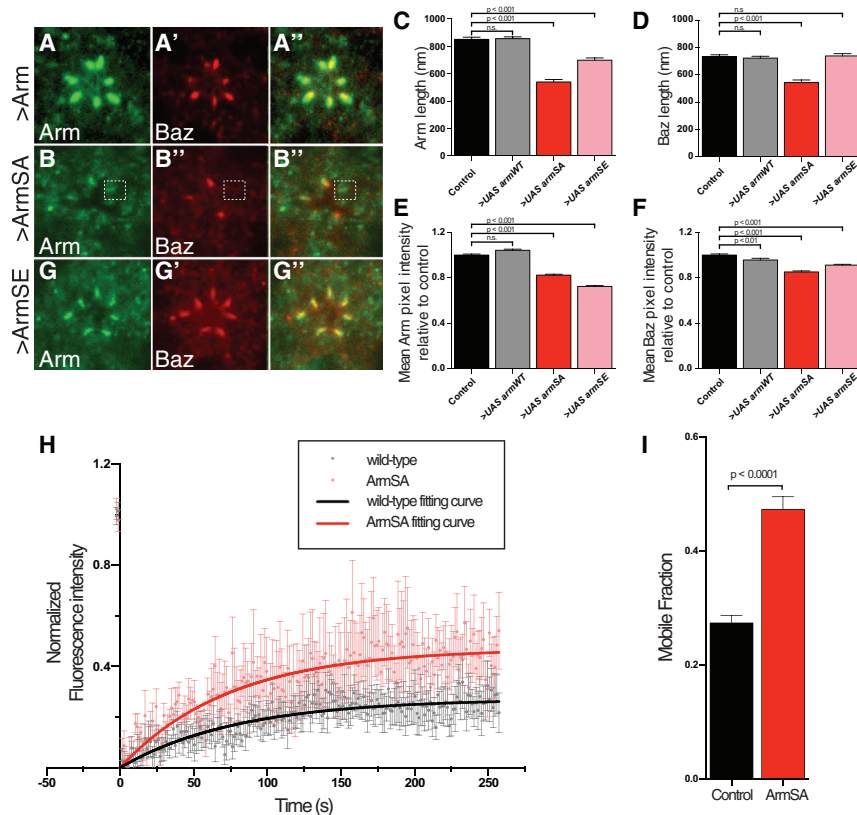 A A' A''
>Arm
Arm Baz
B B'' B''
>ArmSA
Arm Baz
G G' G''
>ArmSE
Arm Baz
C
p < 0.001
p < 0.001
n.s.
1000
800
600
400
200
0
Arm length (nm)
Control
>UAS armWT
>UAS armSA
>UAS armSE
D
n.s
p < 0.001
n.s.
1000
800
600
400
200
0
Baz length (nm)
Control
>UAS armWT
>UAS armSA
>UAS armSE
E
p < 0.001
p < 0.001
n.s.
1.2
0.8
0.4
0.0
Mean Arm pixel intensity
relative to control
Control
>UAS armWT
>UAS armSA
>UAS armSE
F
p < 0.001
p < 0.001
p < 0.01
1.2
0.8
0.4
0.0
Mean Baz pixel intensity
relative to control
Control
>UAS armWT
>UAS armSA
>UAS armSE
H
wild-type
ArmSA
wild-type fitting curve
ArmSA fitting curve
1.2
0.8
0.4
Normalized
Fluorescence intensity
-50 0 50 100 150 200 250
Time (s)
I
p < 0.0001
0.6
0.4
0.2
0.0
Mobile Fraction
Control ArmSA